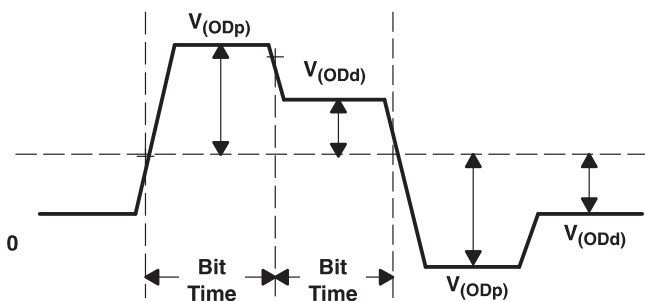 V(ODp)
V(ODd)
0
Bit
Time
Bit
Time
V(ODp)
V(ODd)